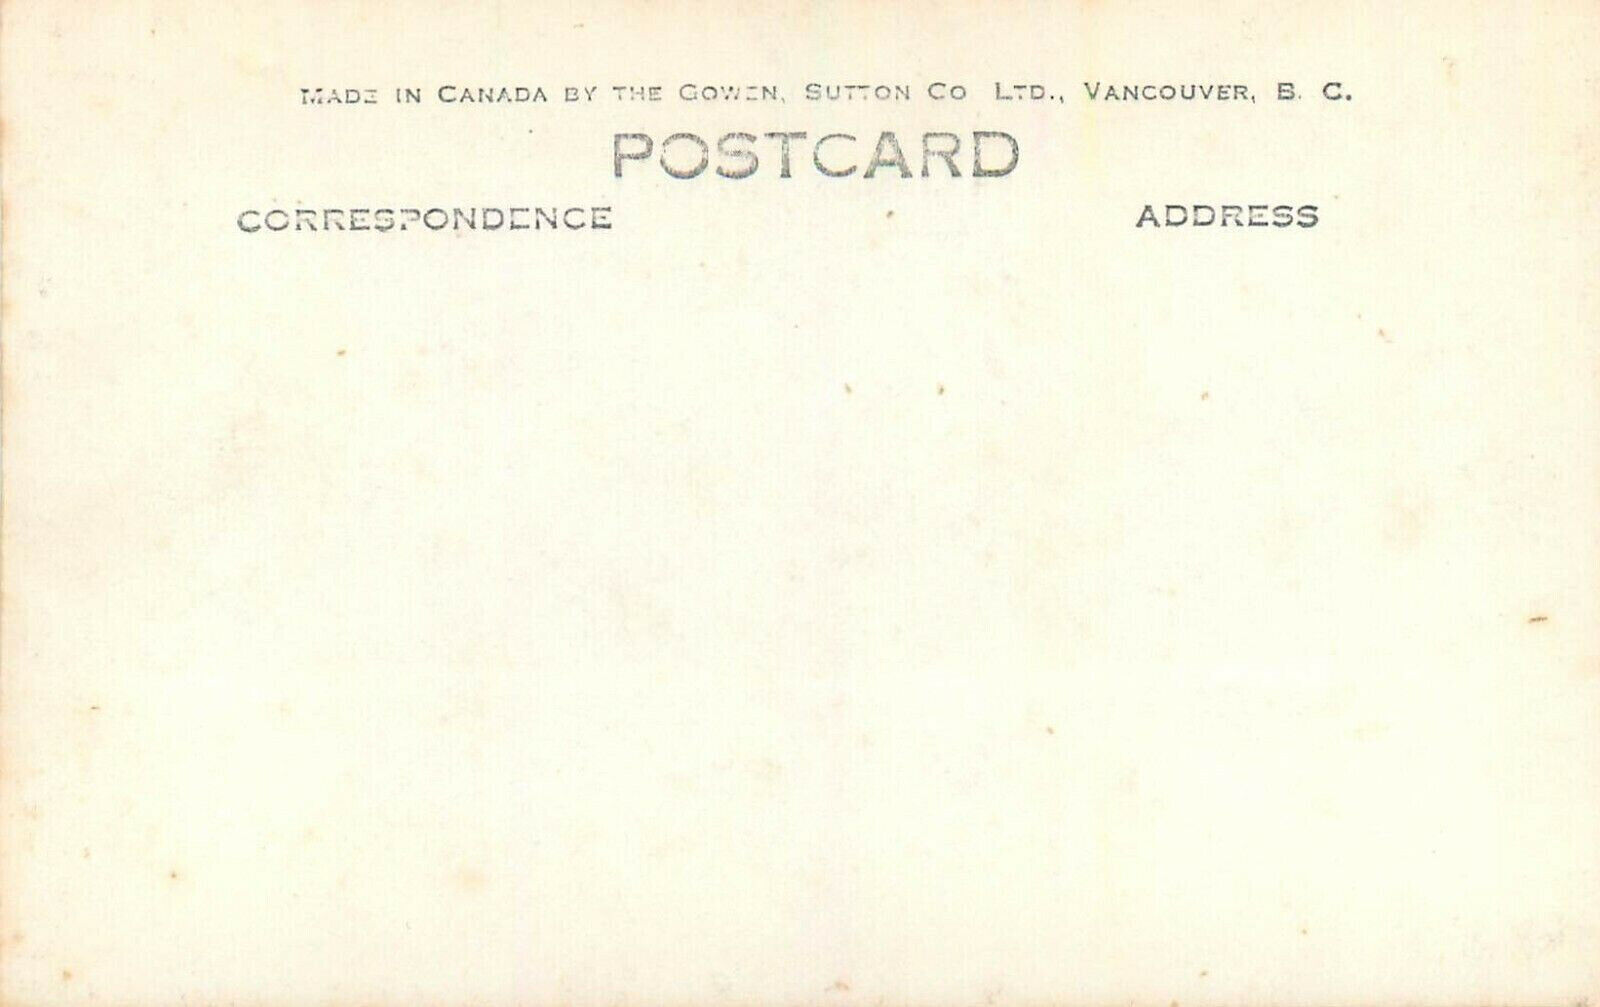 MADE IN CANADA BY THE GOWEN, SUTTON CO LTD., VANCOUVER, B. C.
POSTCARD
CORRESPONDENCE ADDRESS